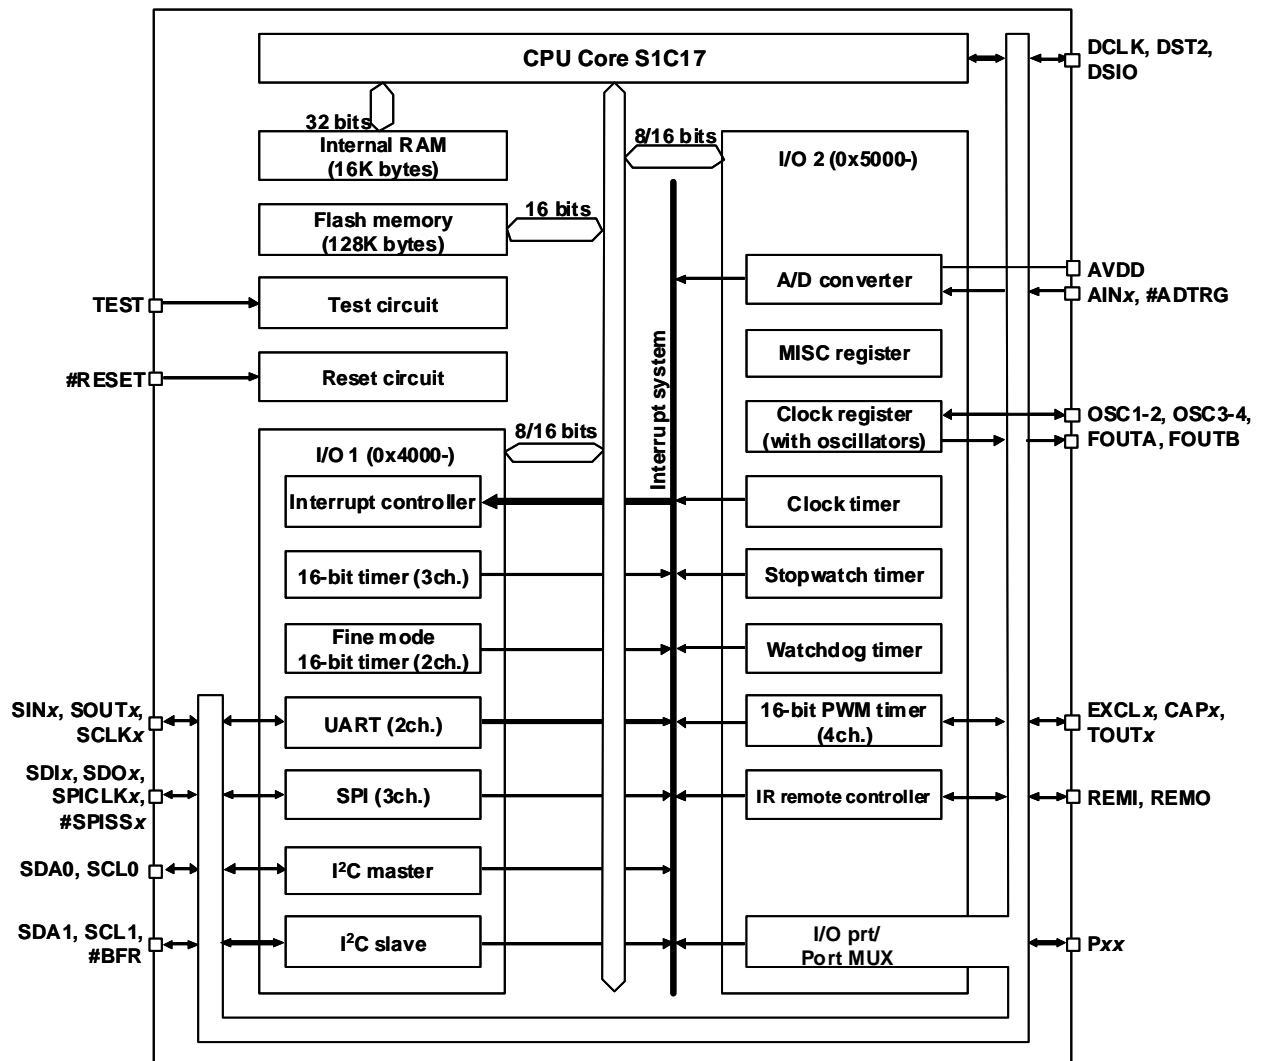 CPU Core S1C17
DCLK, DST2,
DSIO
32 bits
Internal RAM
(16K bytes)
8/16 bits
I/O 2 (0x5000-)
Flash memory
(128K bytes)
16 bits
A/D converter
AVDD
AINx, #ADTRG
TEST
Test circuit
MISC register
#RESET
Reset circuit
Interrupt system
Clock register
(with oscillators)
OSC1-2, OSC3-4,
FOUTA, FOUTB
8/16 bits
I/O 1 (0x4000-)
Interrupt controller
Clock timer
16-bit timer (3ch.)
Stopwatch timer
Fine mode
16-bit timer (2ch.)
Watchdog timer
SINx, SOUTx,
SCLKx
UART (2ch.)
16-bit PWM timer
(4ch.)
EXCLx, CAPx,
TOUTx
SDIx, SDOx,
SPICLKx,
#SPISSx
SPI (3ch.)
IR remote controller
REMI, REMO
SDA0, SCL0
I²C master
SDA1, SCL1,
#BFR
I²C slave
I/O prt/
Port MUX
Pxx